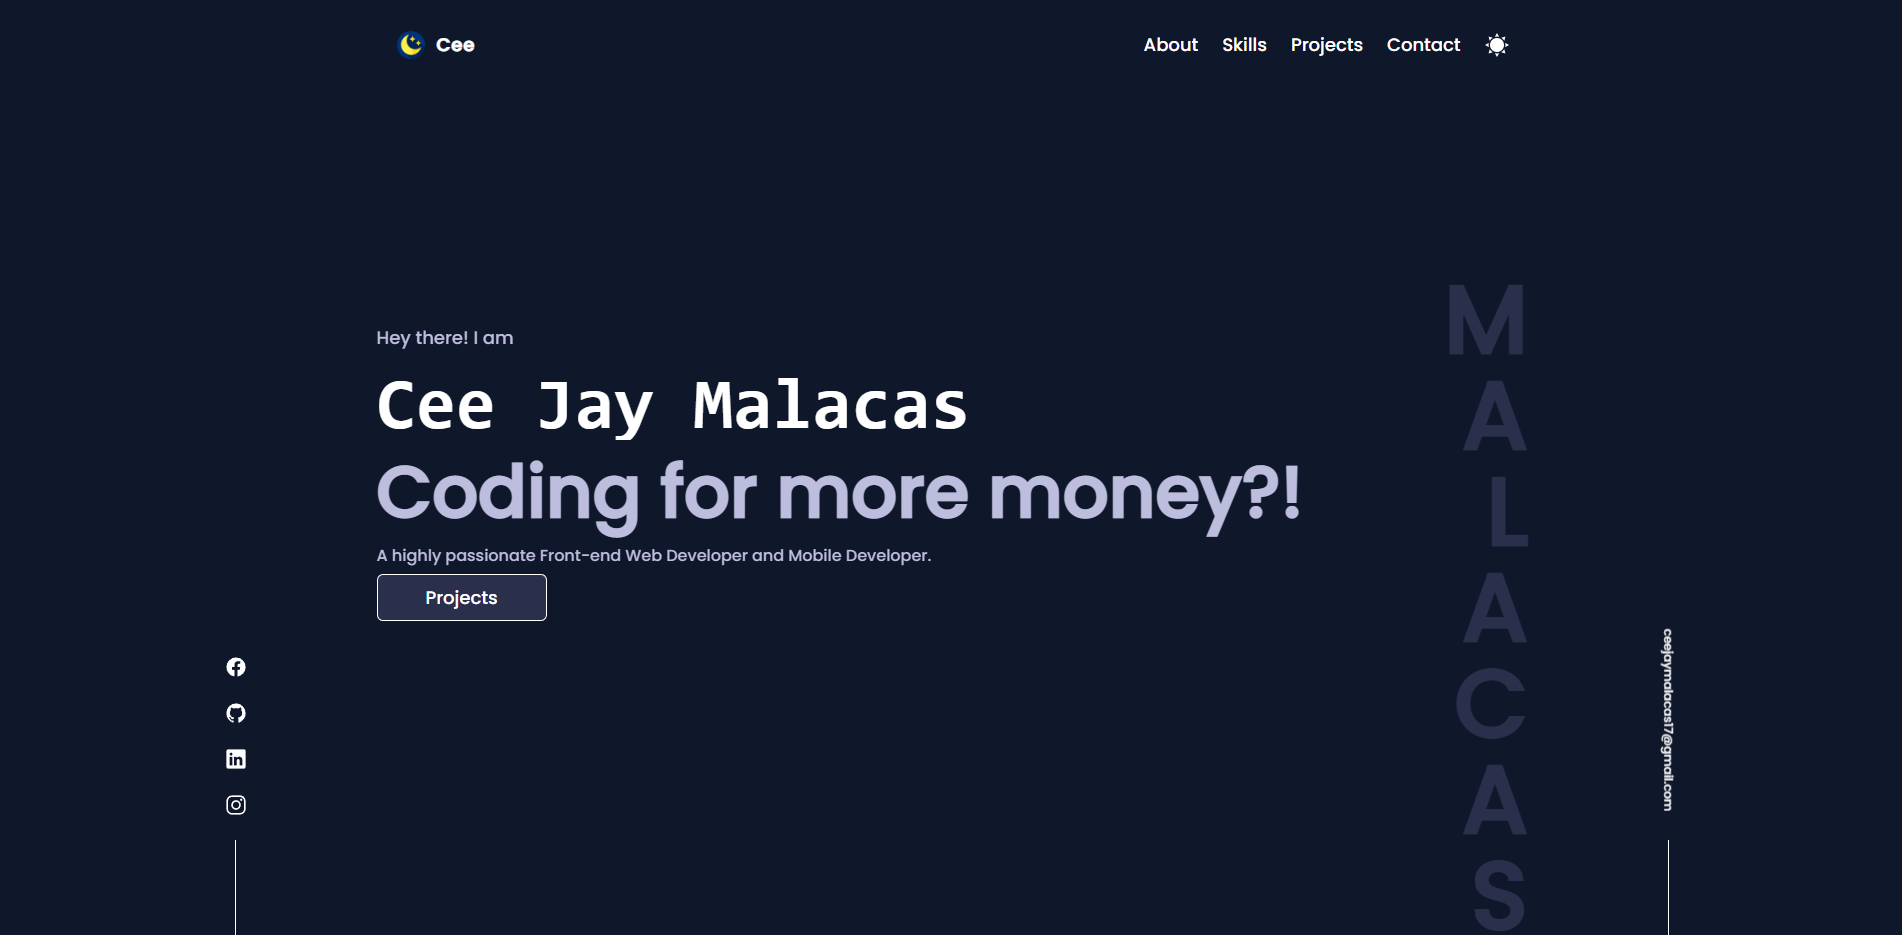 Cee
About Skills Projects Contact
Hey there! I am
Cee Jay Malacas
Coding for more money?!
A highly passionate Front-end Web Developer and Mobile Developer.
Projects
MALACAS
ceejaymalacas17@gmail.com